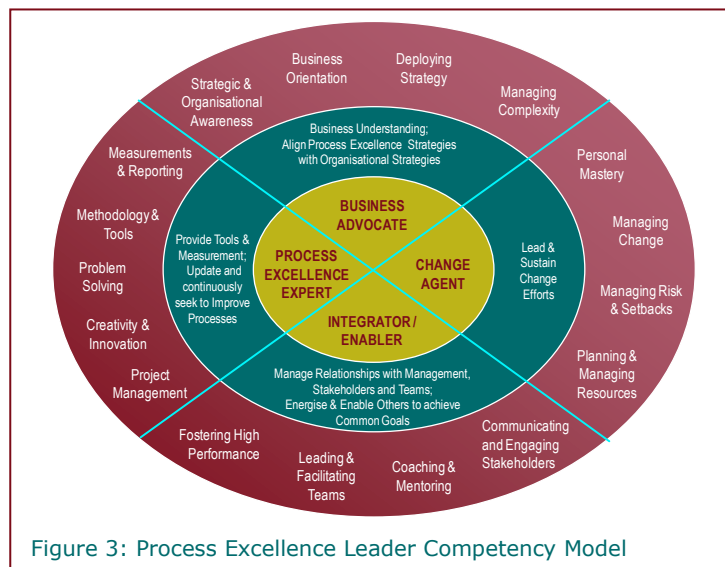 Business
Orientation
Deploying
Strategy
Strategic &
Organisational
Awareness
Managing
Complexity
Measurements
& Reporting
Personal
Mastery
Methodology &
Tools
Managing
Change
Problem
Solving
Managing Risk
& Setbacks
Creativity &
Innovation
Planning &
Managing
Resources
Project
Management
Fostering High
Performance
Leading &
Facilitating
Teams
Coaching &
Mentoring
Communicating
and Engaging
Stakeholders
Business Understanding;
Align Process Excellence Strategies
with Organisational Strategies
Provide Tools &
Measurement;
Update and
continuously
seek to Improve
Processes
Lead &
Sustain
Change
Efforts
Manage Relationships with Management,
Stakeholders and Teams;
Energise & Enable Others to achieve
Common Goals
BUSINESS
ADVOCATE
PROCESS
EXCELLENCE
EXPERT
CHANGE
AGENT
INTEGRATOR /
ENABLER
Figure 3: Process Excellence Leader Competency Model